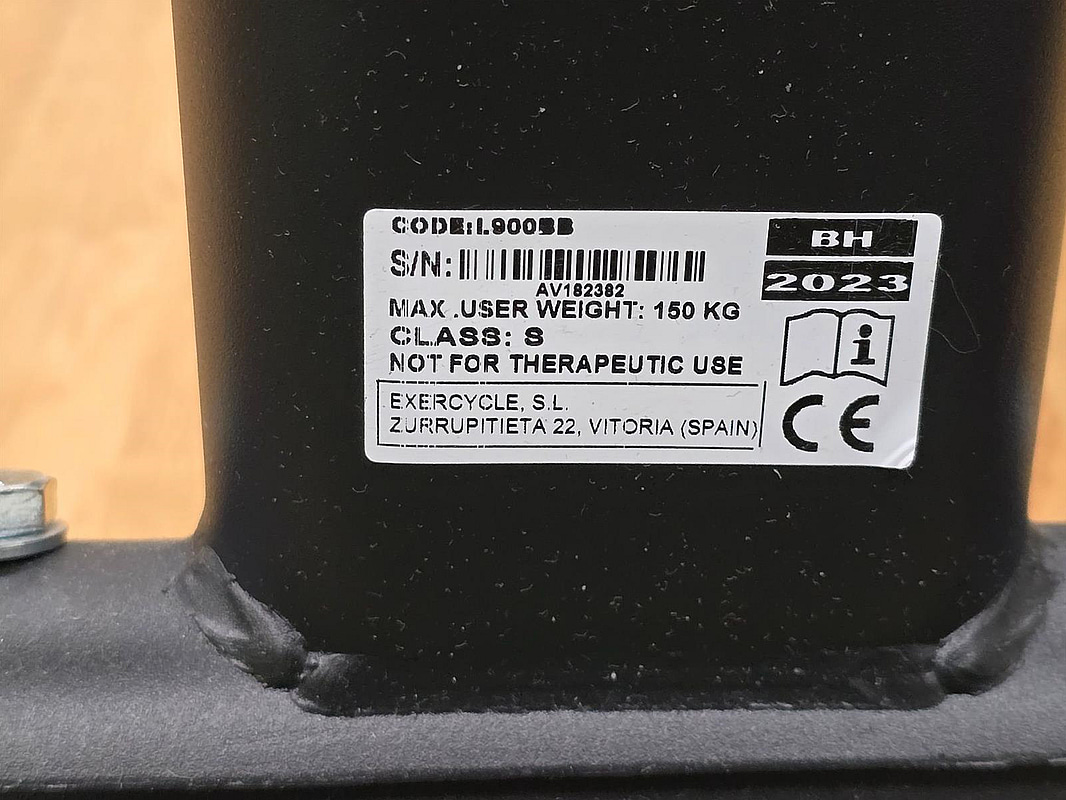 CODE:L900BB
S/N:
AV182382
MAX.USER WEIGHT: 150 KG
CLASS: S
NOT FOR THERAPEUTIC USE
EXERCYCLE, S.L.
ZURRUPITIETA 22, VITORIA (SPAIN)
BH
2023
i
CE